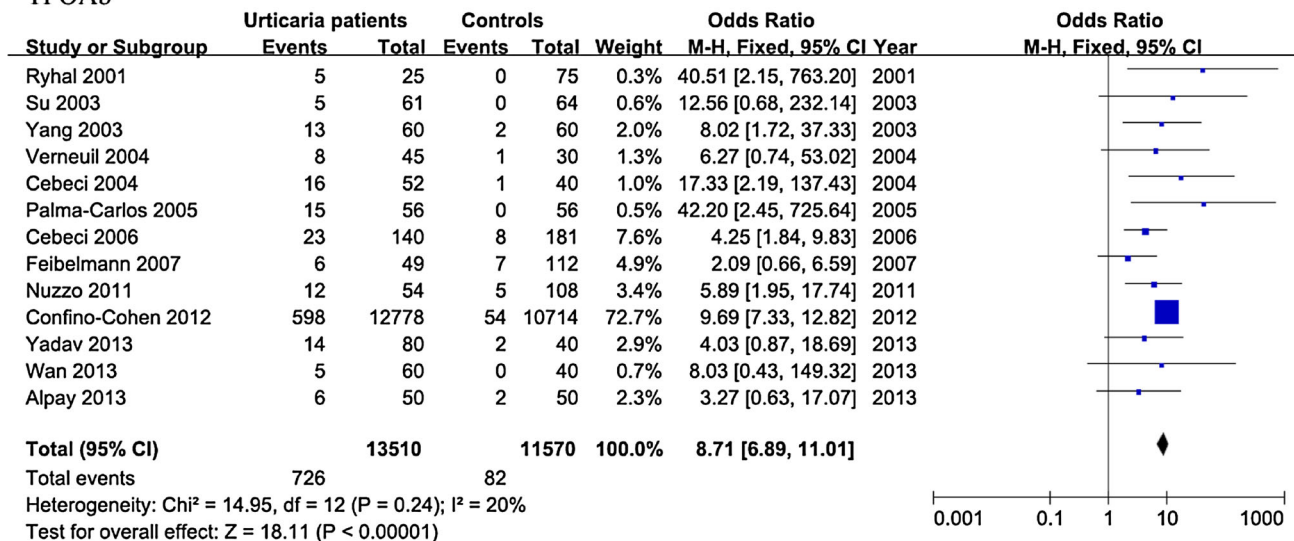 Urticaria patients Controls Odds Ratio Odds Ratio
Study or Subgroup Events Total Events Total Weight M-H, Fixed, 95% CI Year M-H, Fixed, 95% CI
Ryhal 2001 5 25 0 75 0.3% 40.51 [2.15, 763.20] 2001
Su 2003 5 61 0 64 0.6% 12.56 [0.68, 232.14] 2003
Yang 2003 13 60 2 60 2.0% 8.02 [1.72, 37.33] 2003
Verneuil 2004 8 45 1 30 1.3% 6.27 [0.74, 53.02] 2004
Cebeci 2004 16 52 1 40 1.0% 17.33 [2.19, 137.43] 2004
Palma-Carlos 2005 15 56 0 56 0.5% 42.20 [2.45, 725.64] 2005
Cebeci 2006 23 140 8 181 7.6% 4.25 [1.84, 9.83] 2006
Feibelmann 2007 6 49 7 112 4.9% 2.09 [0.66, 6.59] 2007
Nuzzo 2011 12 54 5 108 3.4% 5.89 [1.95, 17.74] 2011
Confino-Cohen 2012 598 12778 54 10714 72.7% 9.69 [7.33, 12.82] 2012
Yadav 2013 14 80 2 40 2.9% 4.03 [0.87, 18.69] 2013
Wan 2013 5 60 0 40 0.7% 8.03 [0.43, 149.32] 2013
Alpay 2013 6 50 2 50 2.3% 3.27 [0.63, 17.07] 2013
Total (95% CI) 13510 11570 100.0% 8.71 [6.89, 11.01]
Total events 726 82
Heterogeneity: Chi² = 14.95, df = 12 (P = 0.24); I² = 20%
Test for overall effect: Z = 18.11 (P < 0.00001)
0.001 0.1 1 10 1000